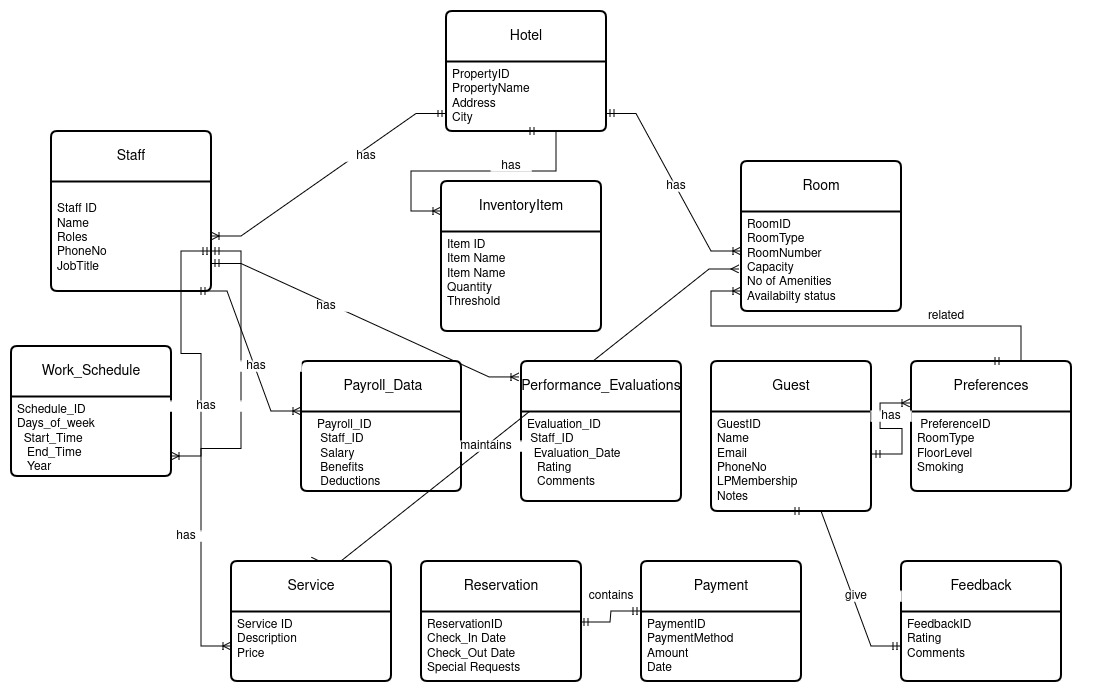 Hotel
PropertyID
PropertyName
Address
City
Staff
Staff ID
Name
Roles
PhoneNo
JobTitle
has
has
InventoryItem
Item ID
Item Name
Item Name
Quantity
Threshold
has
Room
RoomID
RoomType
RoomNumber
Capacity
No of Amenities
Availabilty status
has
related
Work_Schedule
Schedule_ID
Days_of_week
Start_Time
End_Time
Year
has
has
Payroll_Data
Payroll_ID
Staff_ID
Salary
Benefits
Deductions
maintains
Performance_Evaluations
Evaluation_ID
Staff_ID
Evaluation_Date
Rating
Comments
Guest
GuestID
Name
Email
PhoneNo
LPMembership
Notes
has
Preferences
PreferenceID
RoomType
FloorLevel
Smoking
has
Service
Service ID
Description
Price
Reservation
ReservationID
Check_In Date
Check_Out Date
Special Requests
contains
Payment
PaymentID
PaymentMethod
Amount
Date
give
Feedback
FeedbackID
Rating
Comments